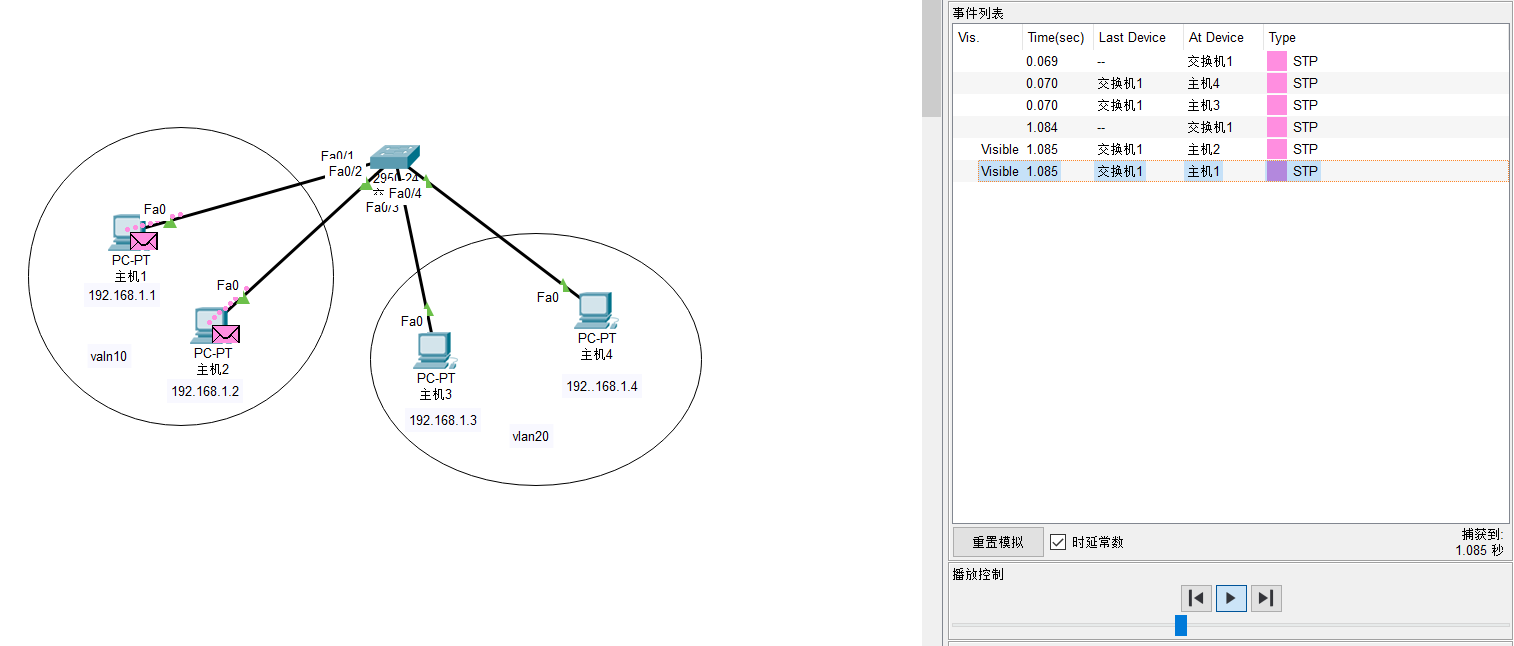 Fa0/1
Fa0/2
2950-24
Fa0/4
Fa0/3
Fa0
PC-PT
主机1
192.168.1.1
Fa0
PC-PT
主机2
192.168.1.2
valn10
Fa0
PC-PT
主机3
192.168.1.3
Fa0
PC-PT
主机4
192..168.1.4
vlan20
事件列表
Vis. Time(sec) Last Device At Device Type
0.069 -- 交换机1 STP
0.070 交换机1 主机4 STP
0.070 交换机1 主机3 STP
1.084 -- 交换机1 STP
Visible 1.085 交换机1 主机2 STP
Visible 1.085 交换机1 主机1 STP
重置模拟 时延常数
捕获到:
1.085 秒
播放控制